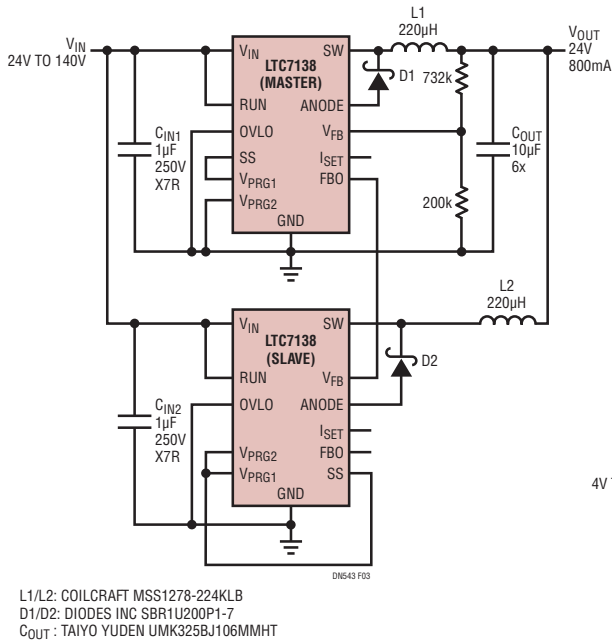 L1
220µH
VIN
24V TO 140V
VIN
SW
VOUT
24V
800mA
LTC7138
(MASTER)
D1
732k
RUN
ANODE
CIN1
1µF
250V
X7R
OVLO
VFB
COUT
10µF
6x
SS
ISET
VPRG1
FBO
VPRG2
200k
GND
L2
220µH
VIN
SW
LTC7138
(SLAVE)
D2
RUN
VFB
CIN2
1µF
250V
X7R
OVLO
ANODE
ISET
VPRG2
FBO
VPRG1
SS
GND
4V
DN543 F03
L1/L2: COILCRAFT MSS1278-224KLB
D1/D2: DIODES INC SBR1U200P1-7
COUT : TAIYO YUDEN UMK325BJ106MMHT